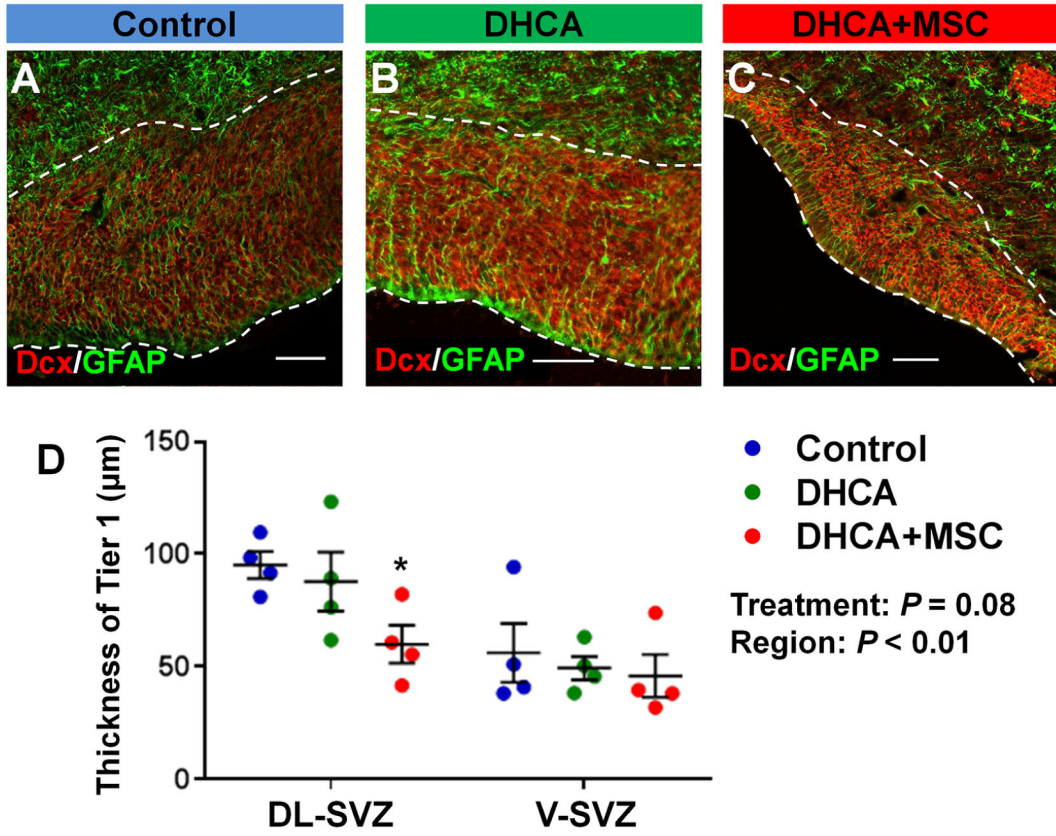 Control
DHCA
DHCA+MSC
A
B
C
Dcx/GFAP
Dcx/GFAP
Dcx/GFAP
D
Thickness of Tier 1 (µm)
150
100
50
0
*
DL-SVZ
V-SVZ
Control
DHCA
DHCA+MSC
Treatment: P = 0.08
Region: P < 0.01